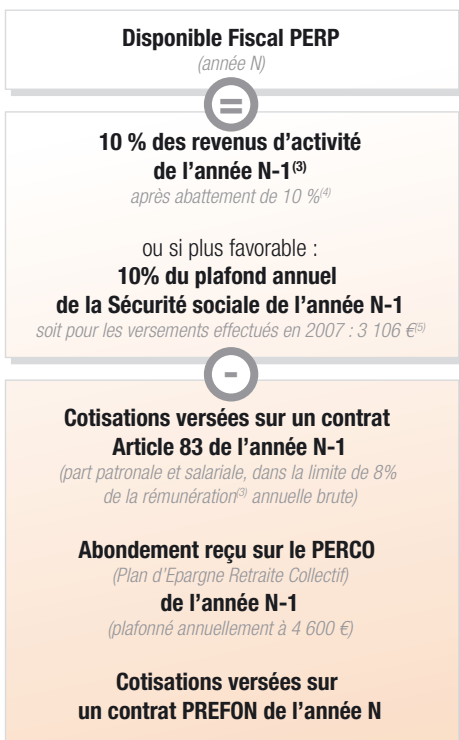 Disponible Fiscal PERP
(année N)
=
10 % des revenus d'activité
de l'année N-1(3)
après abattement de 10 %(4)
ou si plus favorable :
10% du plafond annuel
de la Sécurité sociale de l'année N-1
soit pour les versements effectués en 2007 : 3 106 €(5)
-
Cotisations versées sur un contrat
Article 83 de l'année N-1
(part patronale et salariale, dans la limite de 8%
de la rémunération(3) annuelle brute)
Abondement reçu sur le PERCO
(Plan d'Epargne Retraite Collectif)
de l'année N-1
(plafonné annuellement à 4 600 €)
Cotisations versées sur
un contrat PREFON de l'année N